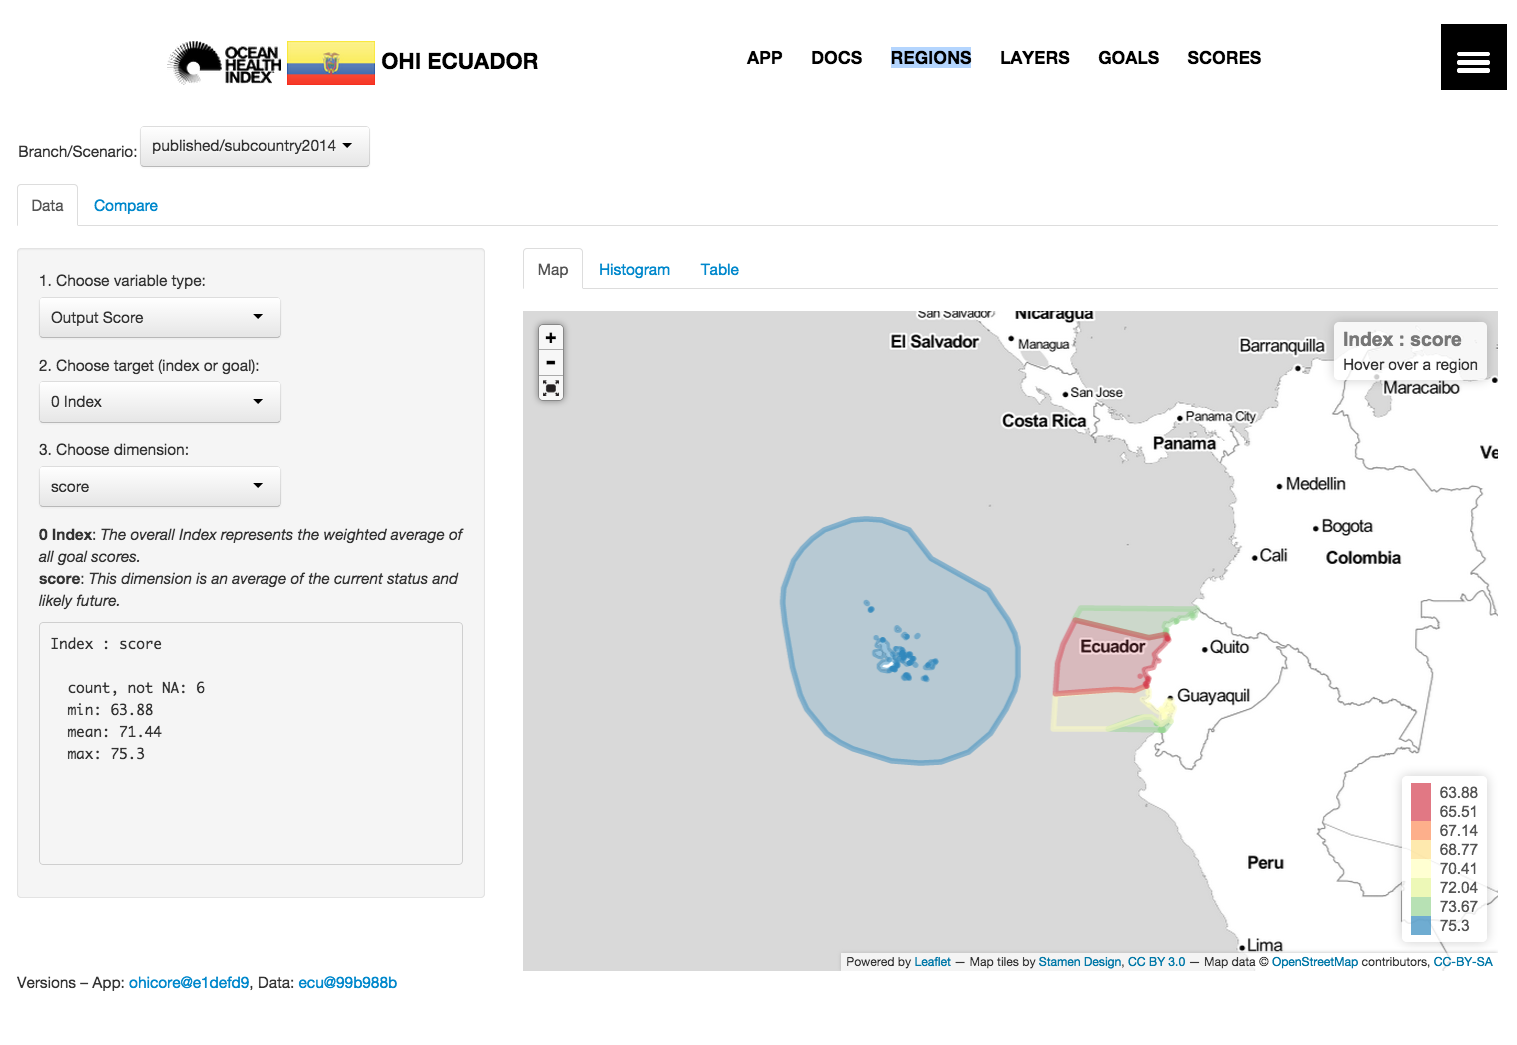 OCEAN
HEALTH
INDEX
OHI ECUADOR
APP DOCS REGIONS LAYERS GOALS SCORES
Branch/Scenario: published/subcountry2014
Data Compare
1. Choose variable type:
Output Score
2. Choose target (index or goal):
0 Index
3. Choose dimension:
score
0 Index: The overall Index represents the weighted average of
all goal scores.
score: This dimension is an average of the current status and
likely future.
Index : score
count, not NA: 6
min: 63.88
mean: 71.44
max: 75.3
Map Histogram Table
+
-
San Salvador
Nicaragua
El Salvador
Managua
Barranquilla
Index : score
Hover over a region
Maracaibo
San Jose
Costa Rica
Panama City
Panama
Ve
Medellin
Bogota
Cali
Colombia
Ecuador
Quito
Guayaquil
Peru
Lima
63.88
65.51
67.14
68.77
70.41
72.04
73.67
75.3
Powered by Leaflet — Map tiles by Stamen Design, CC BY 3.0 — Map data © OpenStreetMap contributors, CC-BY-SA
Versions – App: ohicore@e1defd9, Data: ecu@99b988b